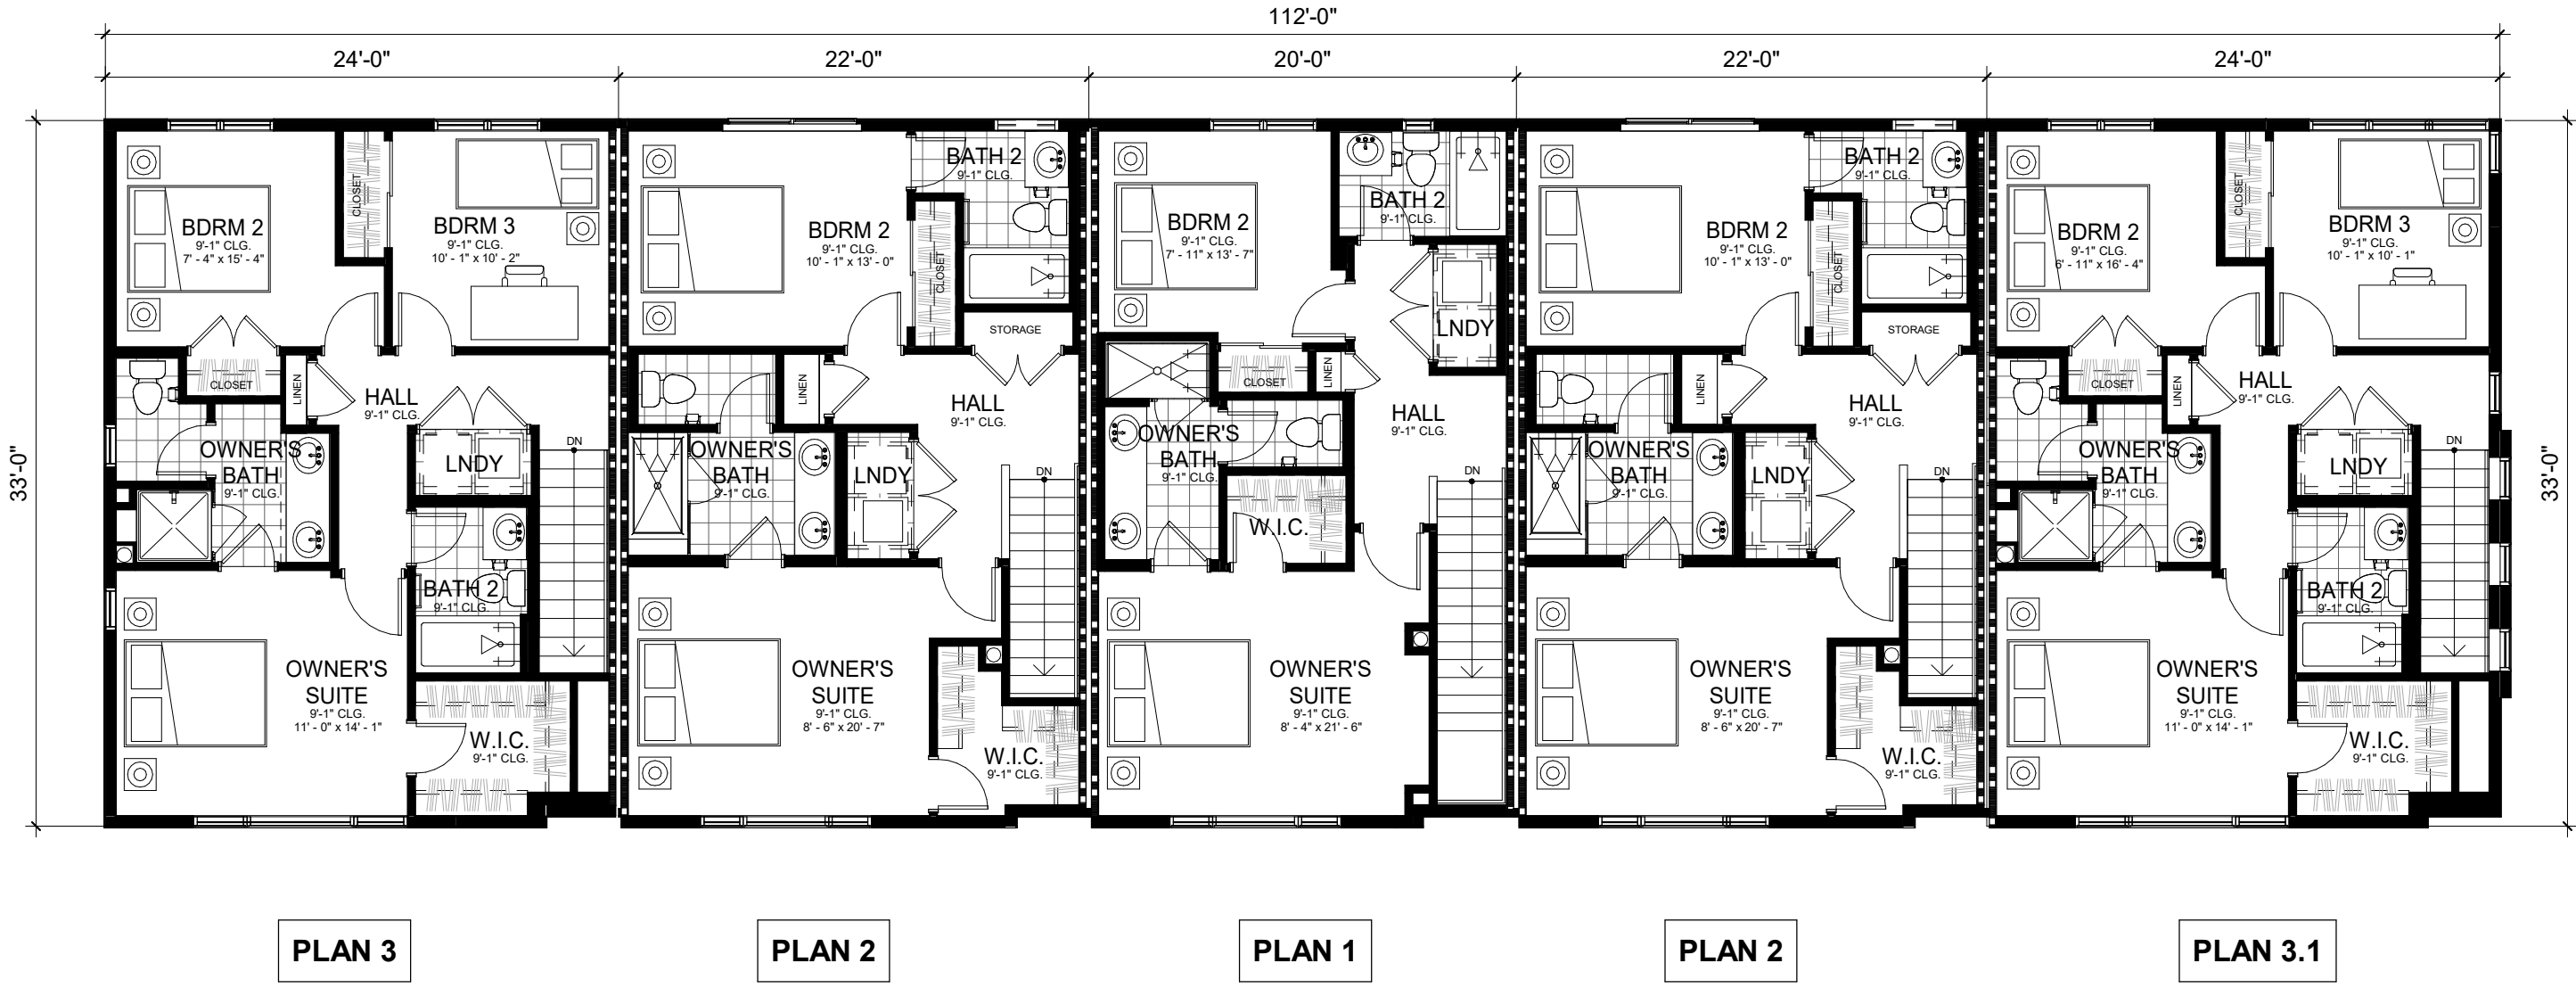 112'-0"
24'-0"
22'-0"
20'-0"
22'-0"
24'-0"
33'-0"
33'-0"
BDRM 2
9'-1" CLG.
7' - 4" x 15' - 4"
CLOSET
BDRM 3
9'-1" CLG.
10' - 1" x 10' - 2"
CLOSET
LINEN
HALL
9'-1" CLG.
OWNER'S
BATH
9'-1" CLG.
LNDY
DN
BATH 2
9'-1" CLG.
OWNER'S
SUITE
9'-1" CLG.
11' - 0" x 14' - 1"
W.I.C.
9'-1" CLG.
PLAN 3
BDRM 2
9'-1" CLG.
10' - 1" x 13' - 0"
BATH 2
9'-1" CLG.
CLOSET
STORAGE
LINEN
HALL
9'-1" CLG.
OWNER'S
BATH
9'-1" CLG.
LNDY
DN
OWNER'S
SUITE
9'-1" CLG.
8' - 6" x 20' - 7"
W.I.C.
9'-1" CLG.
PLAN 2
BDRM 2
9'-1" CLG.
7' - 11" x 13' - 7"
BATH 2
9'-1" CLG.
LNDY
CLOSET
LINEN
HALL
9'-1" CLG.
OWNER'S
BATH
9'-1" CLG.
W.I.C.
DN
OWNER'S
SUITE
9'-1" CLG.
8' - 4" x 21' - 6"
PLAN 1
BDRM 2
9'-1" CLG.
10' - 1" x 13' - 0"
BATH 2
9'-1" CLG.
CLOSET
STORAGE
LINEN
HALL
9'-1" CLG.
OWNER'S
BATH
9'-1" CLG.
LNDY
DN
OWNER'S
SUITE
9'-1" CLG.
8' - 6" x 20' - 7"
W.I.C.
9'-1" CLG.
PLAN 2
BDRM 2
9'-1" CLG.
6' - 11" x 16' - 4"
CLOSET
BDRM 3
9'-1" CLG.
10' - 1" x 10' - 1"
CLOSET
LINEN
HALL
9'-1" CLG.
OWNER'S
BATH
9'-1" CLG.
LNDY
DN
BATH 2
9'-1" CLG.
OWNER'S
SUITE
9'-1" CLG.
11' - 0" x 14' - 1"
W.I.C.
9'-1" CLG.
PLAN 3.1